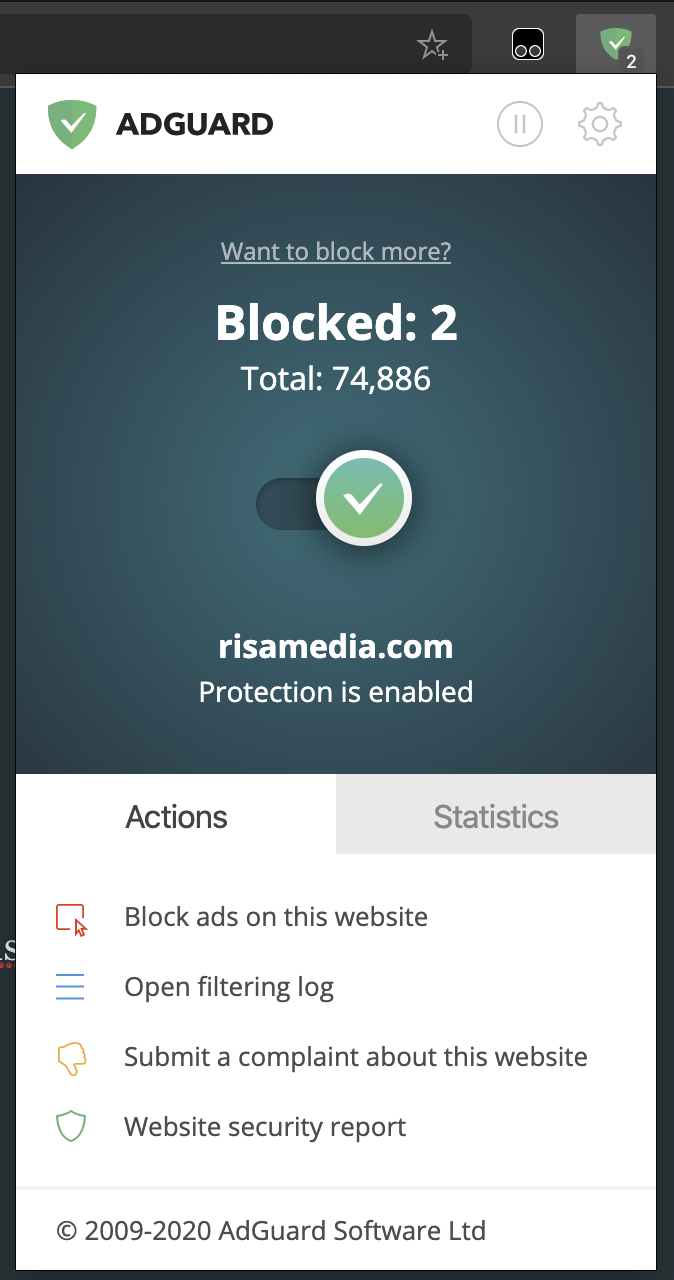 2
ADGUARD
Want to block more?
Blocked: 2
Total: 74,886
risamedia.com
Protection is enabled
Actions
Statistics
Block ads on this website
Open filtering log
Submit a complaint about this website
Website security report
© 2009-2020 AdGuard Software Ltd